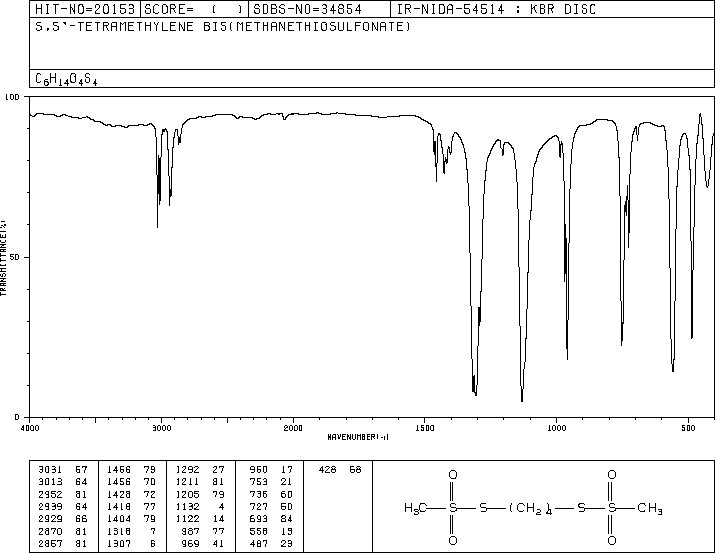 HIT-NO=20153 SCORE= ( ) SDBS-NO=34854 IR-NIDA-54514 : KBR DISC
S,S'-TETRAMETHYLENE BIS(METHANETHIOSULFONATE)
C6H14O4S4
100
50
0
TRANSMITTANCE(%)
4000 3000 2000 1500 1000 500
WAVENUMBER(-1)
3031 57 1466 79 1292 27 960 17 428 68
3013 64 1456 70 1211 81 753 21
2952 81 1428 72 1205 79 736 60
2939 64 1418 77 1132 4 727 50
2929 66 1404 79 1122 14 693 84
2870 81 1318 7 987 77 558 13
2857 81 1307 6 969 41 487 23
O O
H3C—S—S—(CH2)4—S—S—CH3
O O